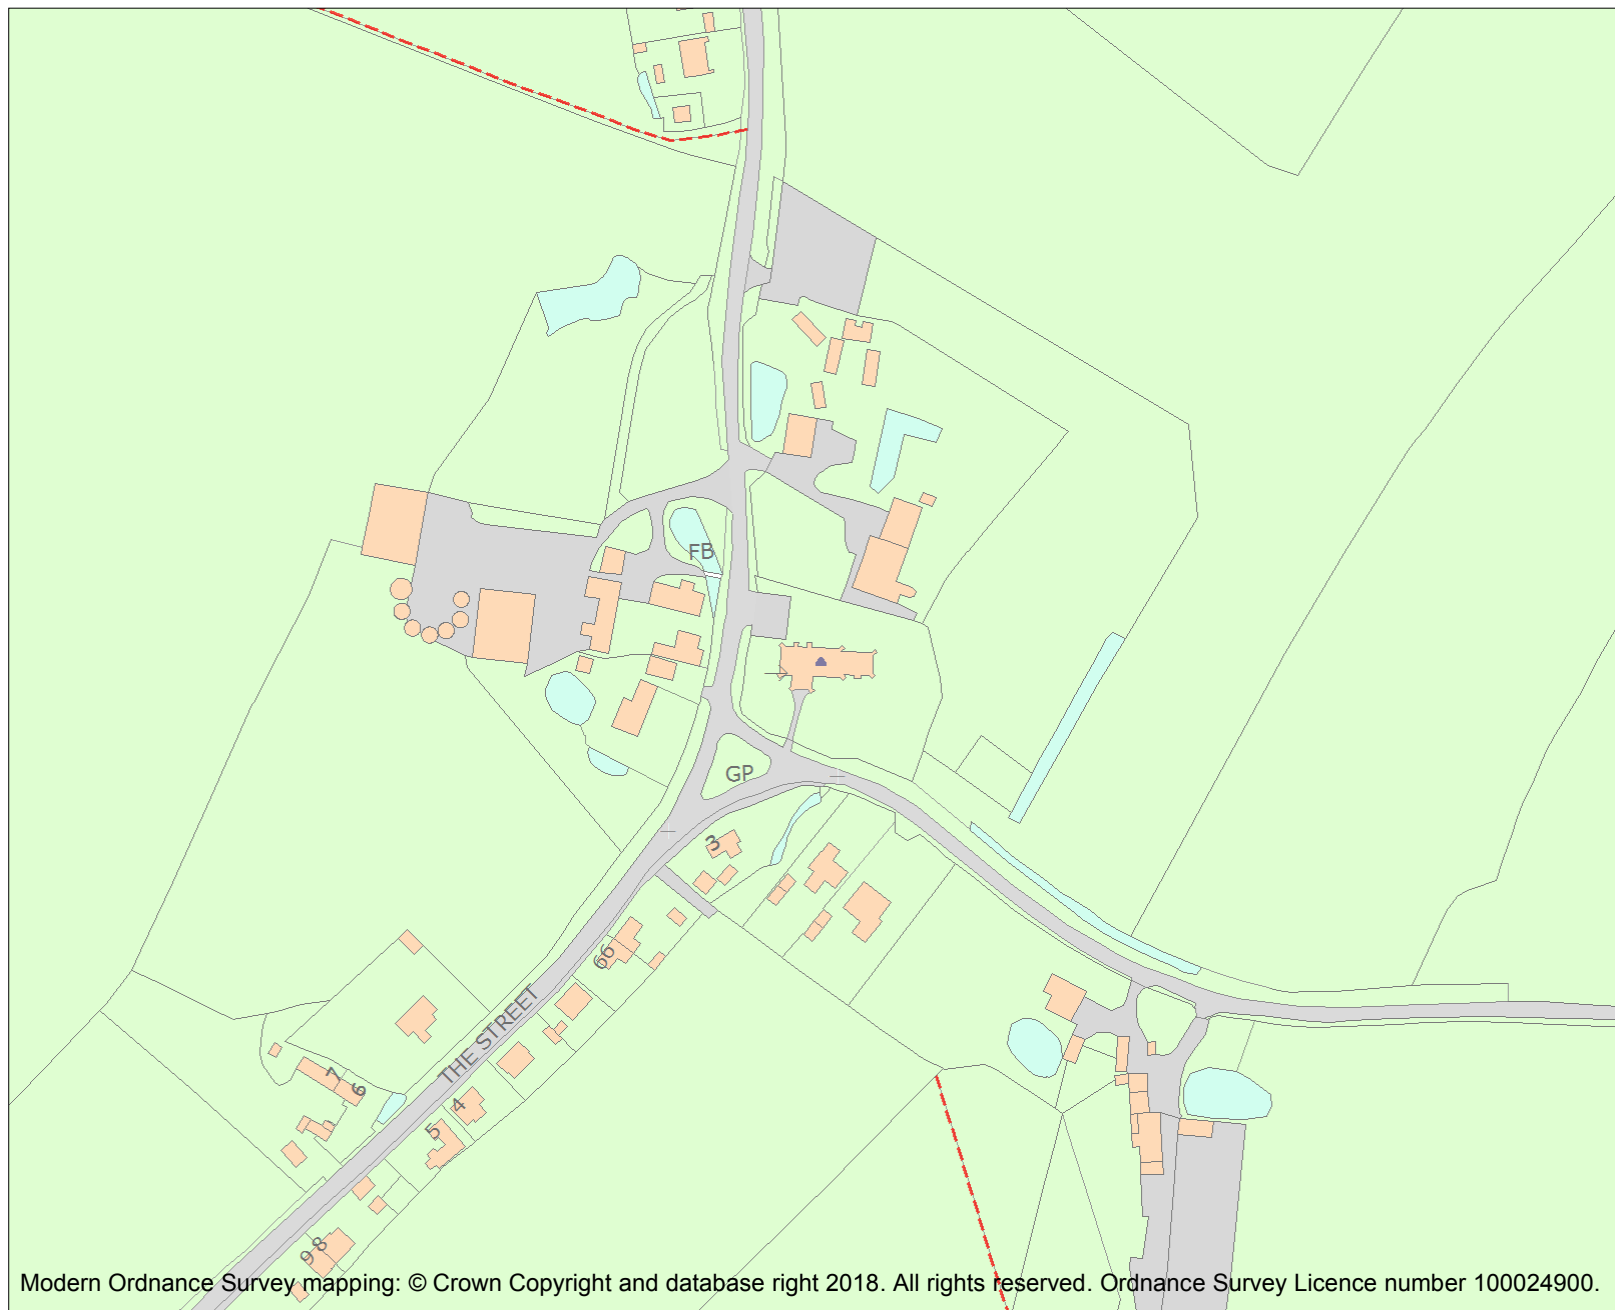 FB
GP
3
66
THE STREET
7
6
4
5
9 8
Modern Ordnance Survey mapping: © Crown Copyright and database right 2018. All rights reserved. Ordnance Survey Licence number 100024900.